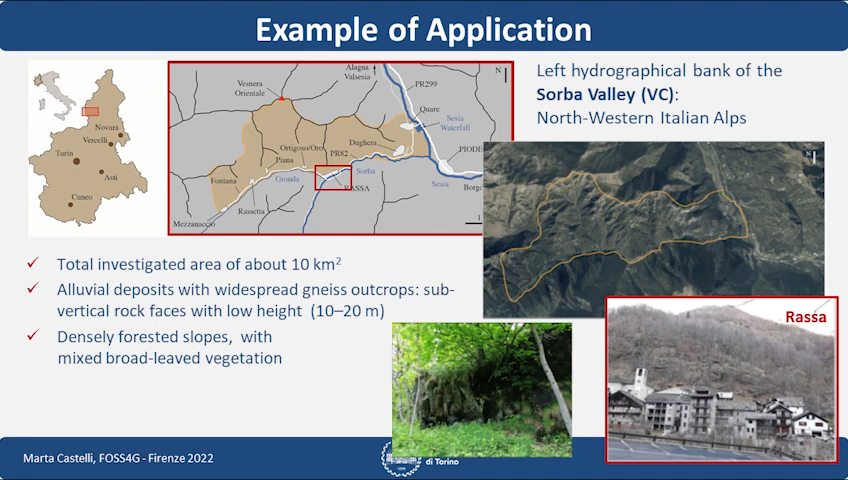 Example of Application
Left hydrographical bank of the
Sorba Valley (VC):
North-Western Italian Alps
Novara
Vercelli
Turin
Asti
Cuneo
Alagna
Valsesia
N
PR299
Vesnera
Orientale
Quare
Sesia
Waterfall
Dughera
Ortigoso/Oro
PR82
Piana
PIODE
Fontana
Gronda
Sorba
RASSA
Sesia
Borgo
Rassetta
Mezzanaccio
1
N
Total investigated area of about 10 km²
Alluvial deposits with widespread gneiss outcrops: sub-
vertical rock faces with low height (10–20 m)
Densely forested slopes, with
mixed broad-leaved vegetation
Rassa
Marta Castelli, FOSS4G - Firenze 2022
di Torino